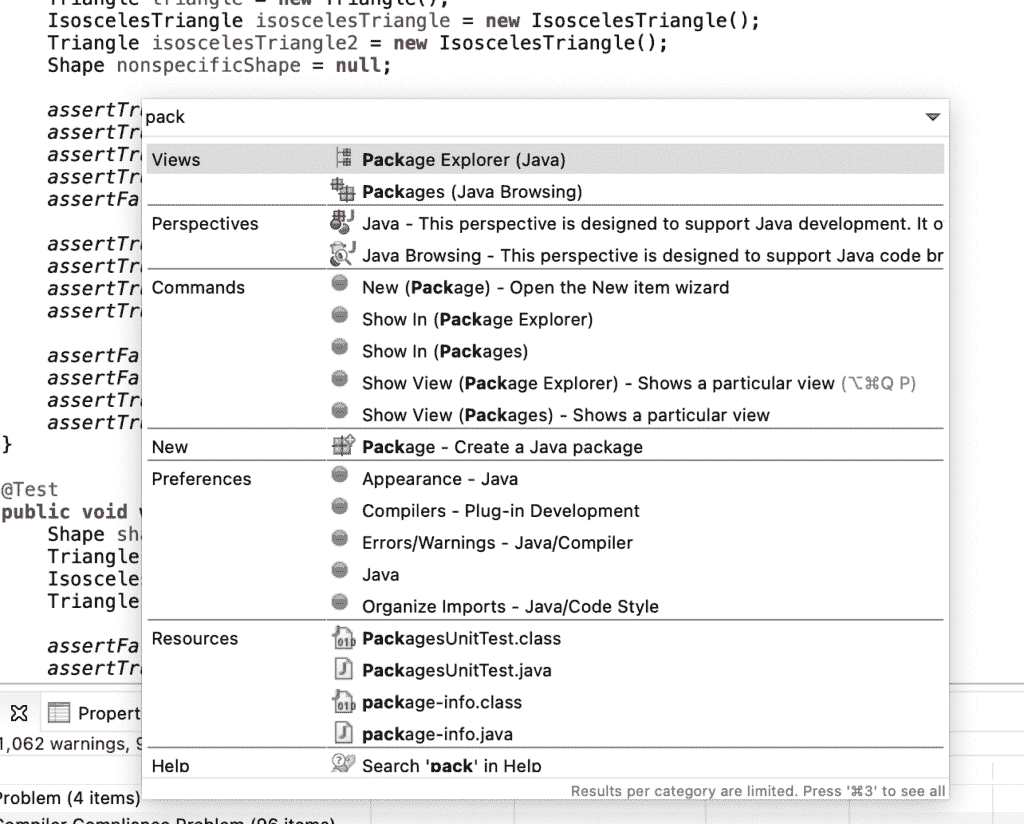 Triangle triangle = new Triangle();
IsoscelesTriangle isoscelesTriangle = new IsoscelesTriangle();
Triangle isoscelesTriangle2 = new IsoscelesTriangle();
Shape nonspecificShape = null;
assertTr
pack
assertTr
assertTr
Views Package Explorer (Java)
assertTr
Packages (Java Browsing)
assertFa
Perspectives Java - This perspective is designed to support Java development. It o
assertTr
Java Browsing - This perspective is designed to support Java code br
assertTr
Commands New (Package) - Open the New item wizard
assertTr
assertTr
Show In (Package Explorer)
Show In (Packages)
assertFa
assertFa
Show View (Package Explorer) - Shows a particular view (⌥⌘Q P)
assertTr
Show View (Packages) - Shows a particular view
assertTr
}
New Package - Create a Java package
Preferences Appearance - Java
@Test
public void
Compilers - Plug-in Development
Shape sh
Errors/Warnings - Java/Compiler
Triangle
Java
Isoscele
Triangle
Organize Imports - Java/Code Style
Resources PackagesUnitTest.class
assertFa
assertTr
PackagesUnitTest.java
package-info.class
Propert
package-info.java
1,062 warnings, 9
Help Search 'pack' in Help
Results per category are limited. Press '⌘3' to see all
Problem (4 items)
Compiler Compliance Problem (96 items)